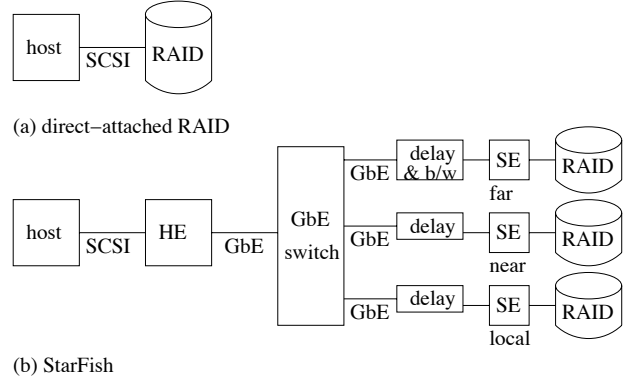 host
SCSI
RAID
(a) direct−attached RAID
delay
& b/w
SE
RAID
GbE
far
host
SCSI
HE
GbE
GbE
switch
GbE
delay
SE
RAID
near
GbE
delay
SE
RAID
local
(b) StarFish